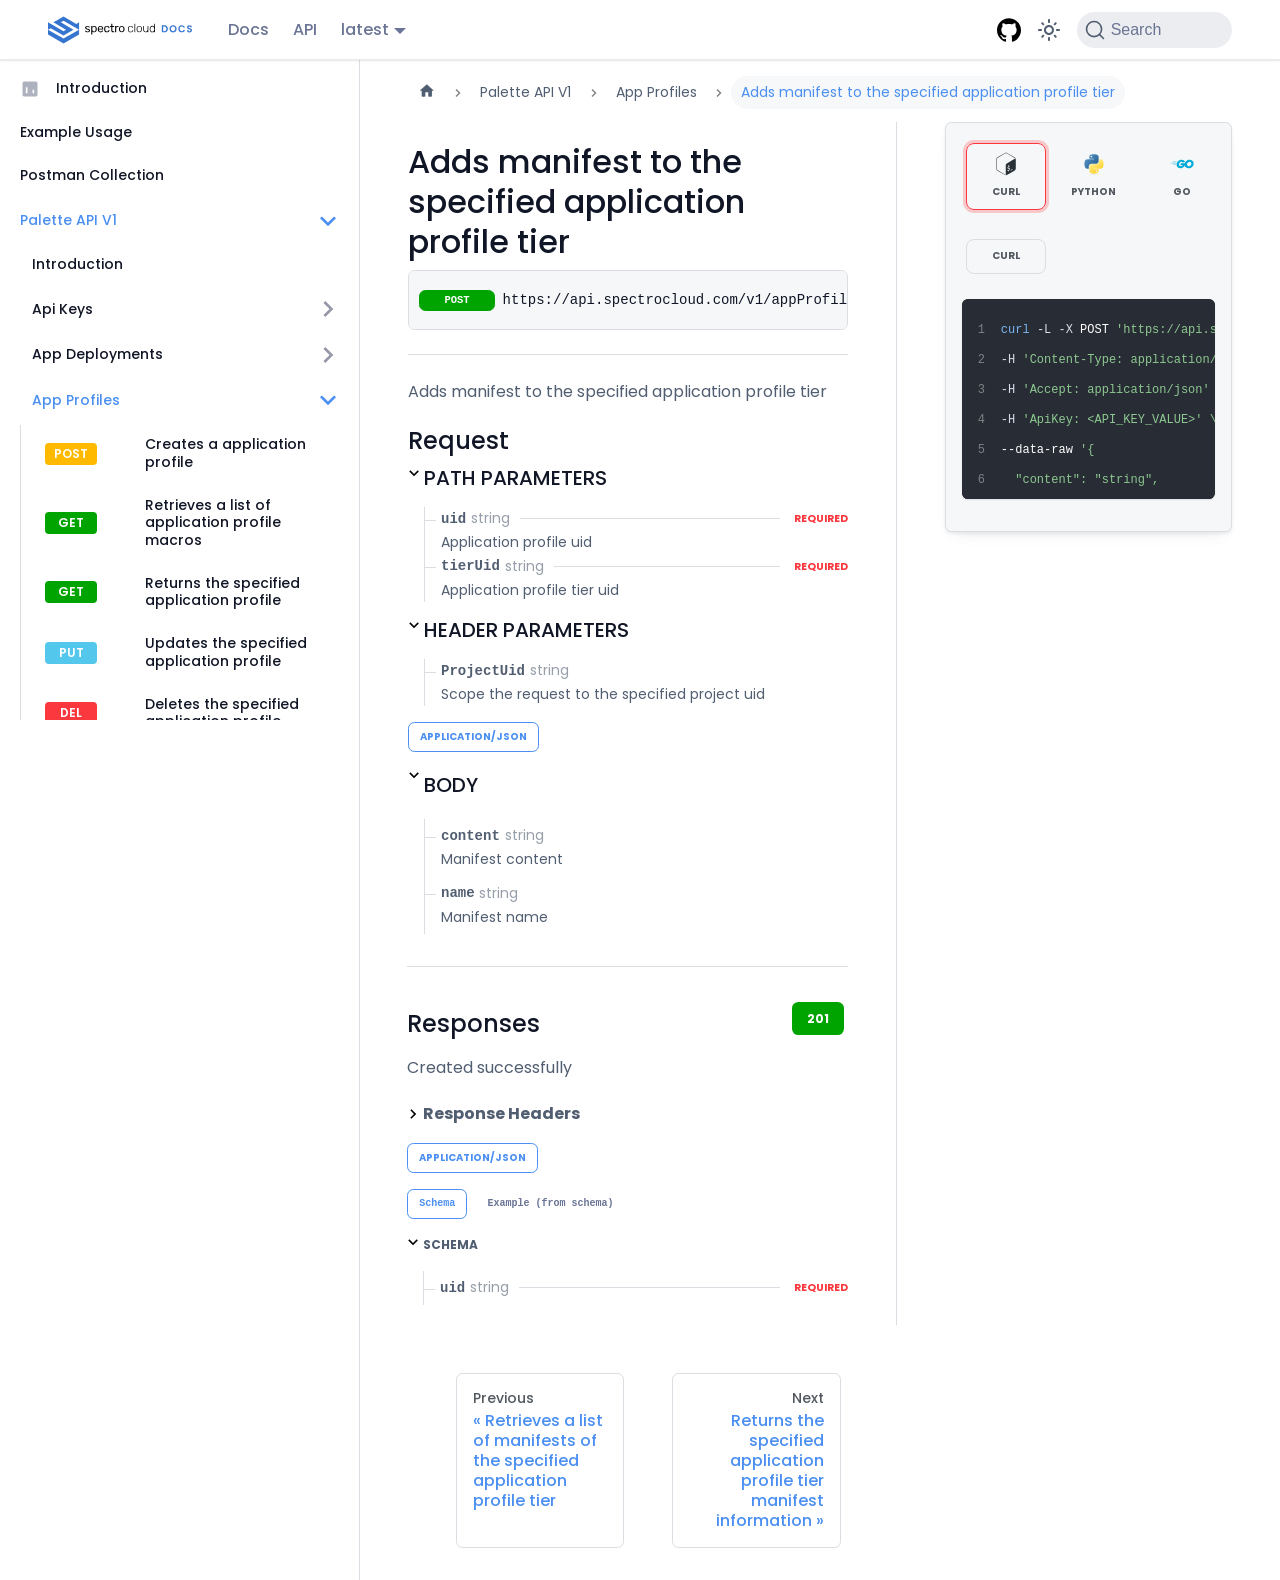 spectro cloud DOCS
Docs
API
latest
Search
Introduction
Example Usage
Postman Collection
Palette API V1
Introduction
Api Keys
App Deployments
App Profiles
POST
Creates a application
profile
GET
Retrieves a list of
application profile
macros
GET
Returns the specified
application profile
PUT
Updates the specified
application profile
DEL
Deletes the specified
application profile
Palette API V1
App Profiles
Adds manifest to the specified application profile tier
Adds manifest to the
specified application
profile tier
POST
https://api.spectrocloud.com/v1/appProfil
Adds manifest to the specified application profile tier
Request
PATH PARAMETERS
uid string REQUIRED
Application profile uid
tierUid string REQUIRED
Application profile tier uid
HEADER PARAMETERS
ProjectUid string
Scope the request to the specified project uid
APPLICATION/JSON
BODY
content string
Manifest content
name string
Manifest name
Responses
201
Created successfully
Response Headers
APPLICATION/JSON
Schema
Example (from schema)
SCHEMA
uid string REQUIRED
Previous
« Retrieves a list
of manifests of
the specified
application
profile tier
Next
Returns the
specified
application
profile tier
manifest
information »
CURL
PYTHON
GO
CURL
1 curl -L -X POST 'https://api.s
2 -H 'Content-Type: application/
3 -H 'Accept: application/json'
4 -H 'ApiKey: <API_KEY_VALUE>' \
5 --data-raw '{
6 "content": "string",